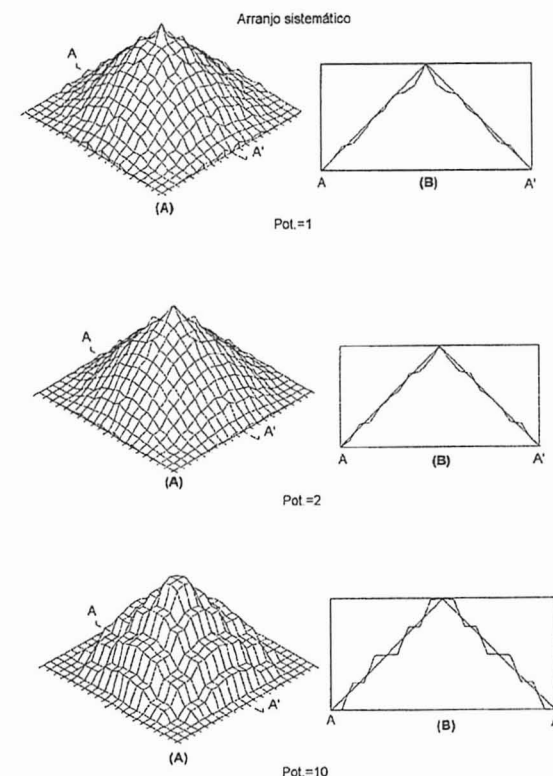 Arranjo sistemático
A
A'
(A)
A
(B)
A'
Pot.=1
A
A'
(A)
A
(B)
A'
Pot.=2
A
A'
(A)
A
(B)
A
Pot.=10